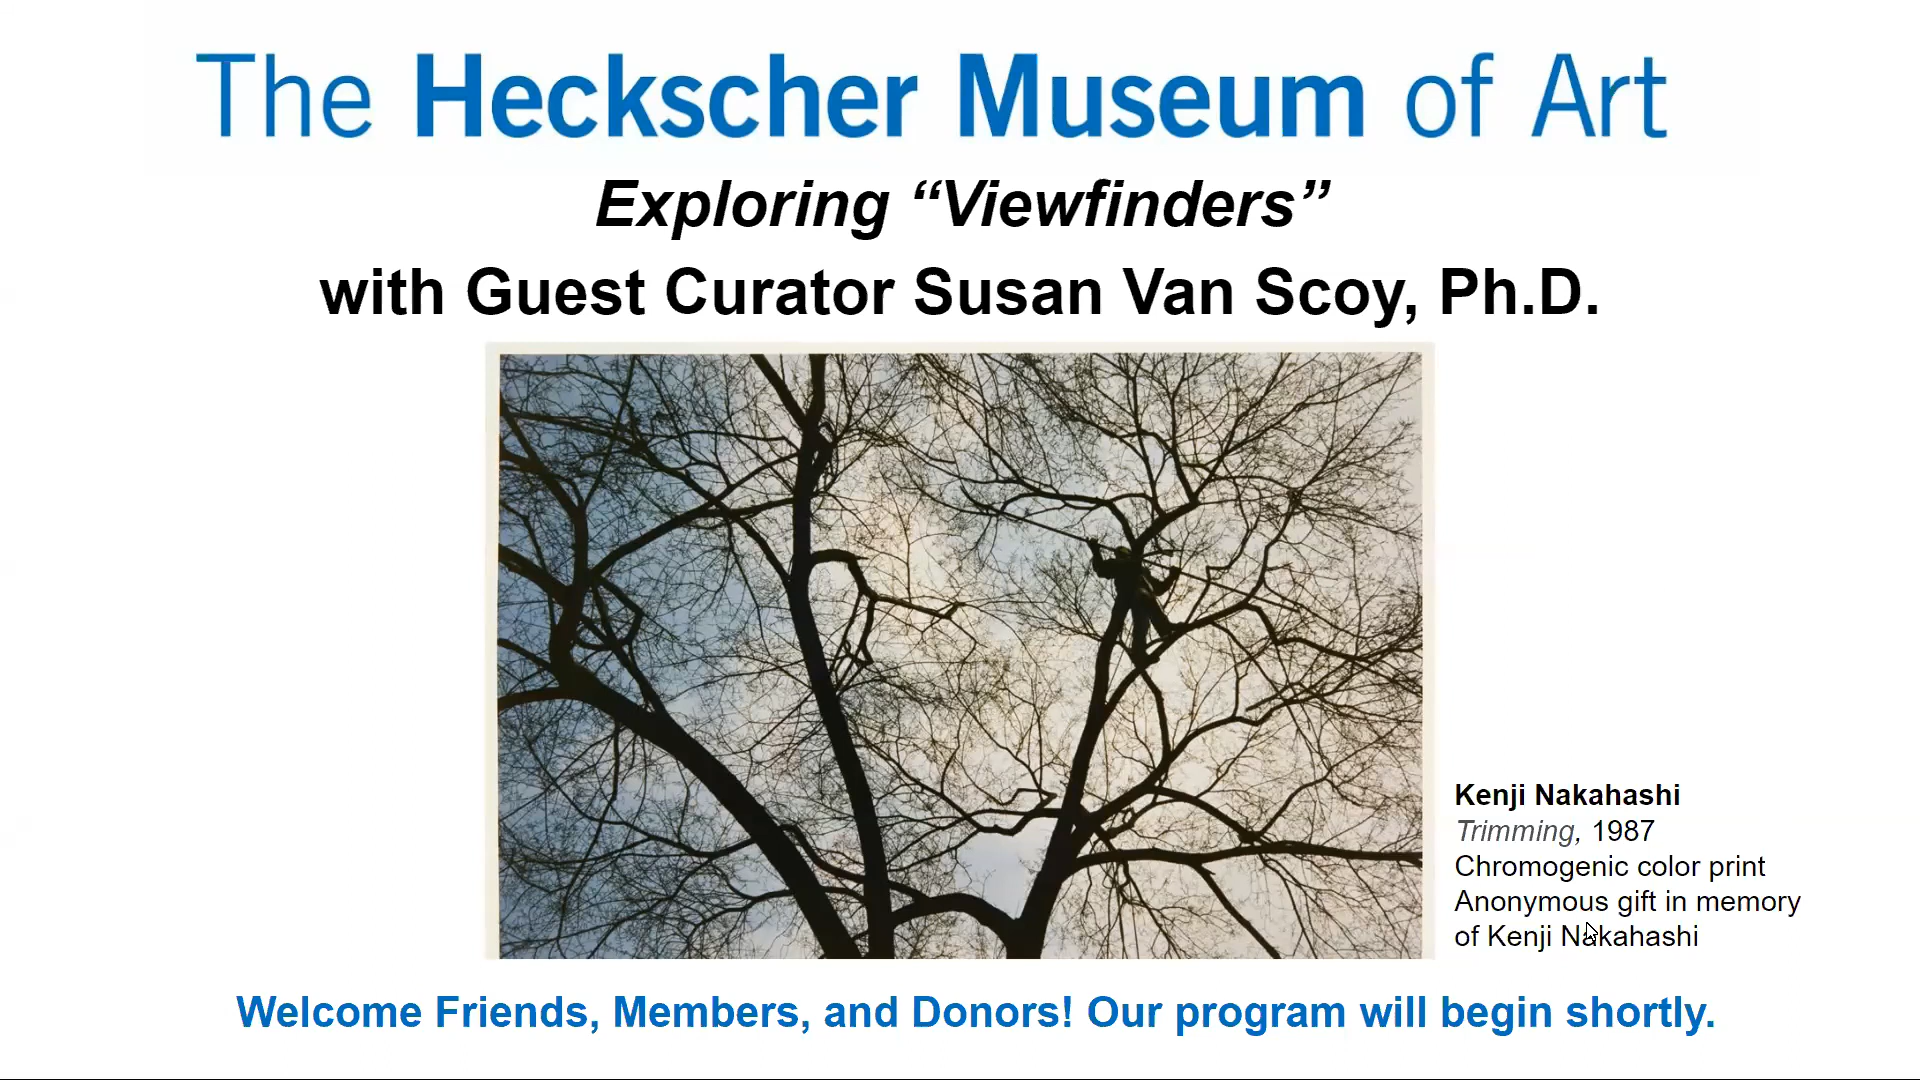 The Heckscher Museum of Art
Exploring “Viewfinders”
with Guest Curator Susan Van Scoy, Ph.D.
Kenji Nakahashi
Trimming, 1987
Chromogenic color print
Anonymous gift in memory
of Kenji Nakahashi
Welcome Friends, Members, and Donors! Our program will begin shortly.